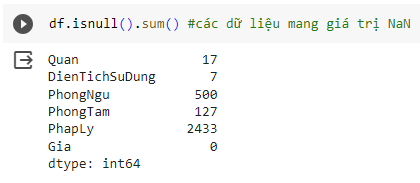 df.isnull().sum() #các dữ liệu mang giá trị NaN
Quan 17
DienTichSuDung 7
PhongNgu 500
PhongTam 127
PhapLy 2433
Gia 0
dtype: int64